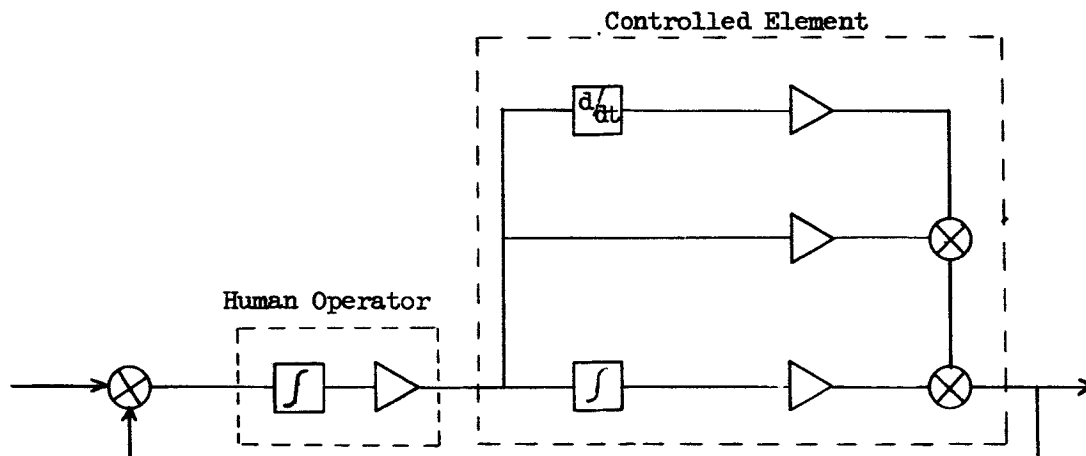 Controlled Element
d/dt
Human Operator
∫
∫